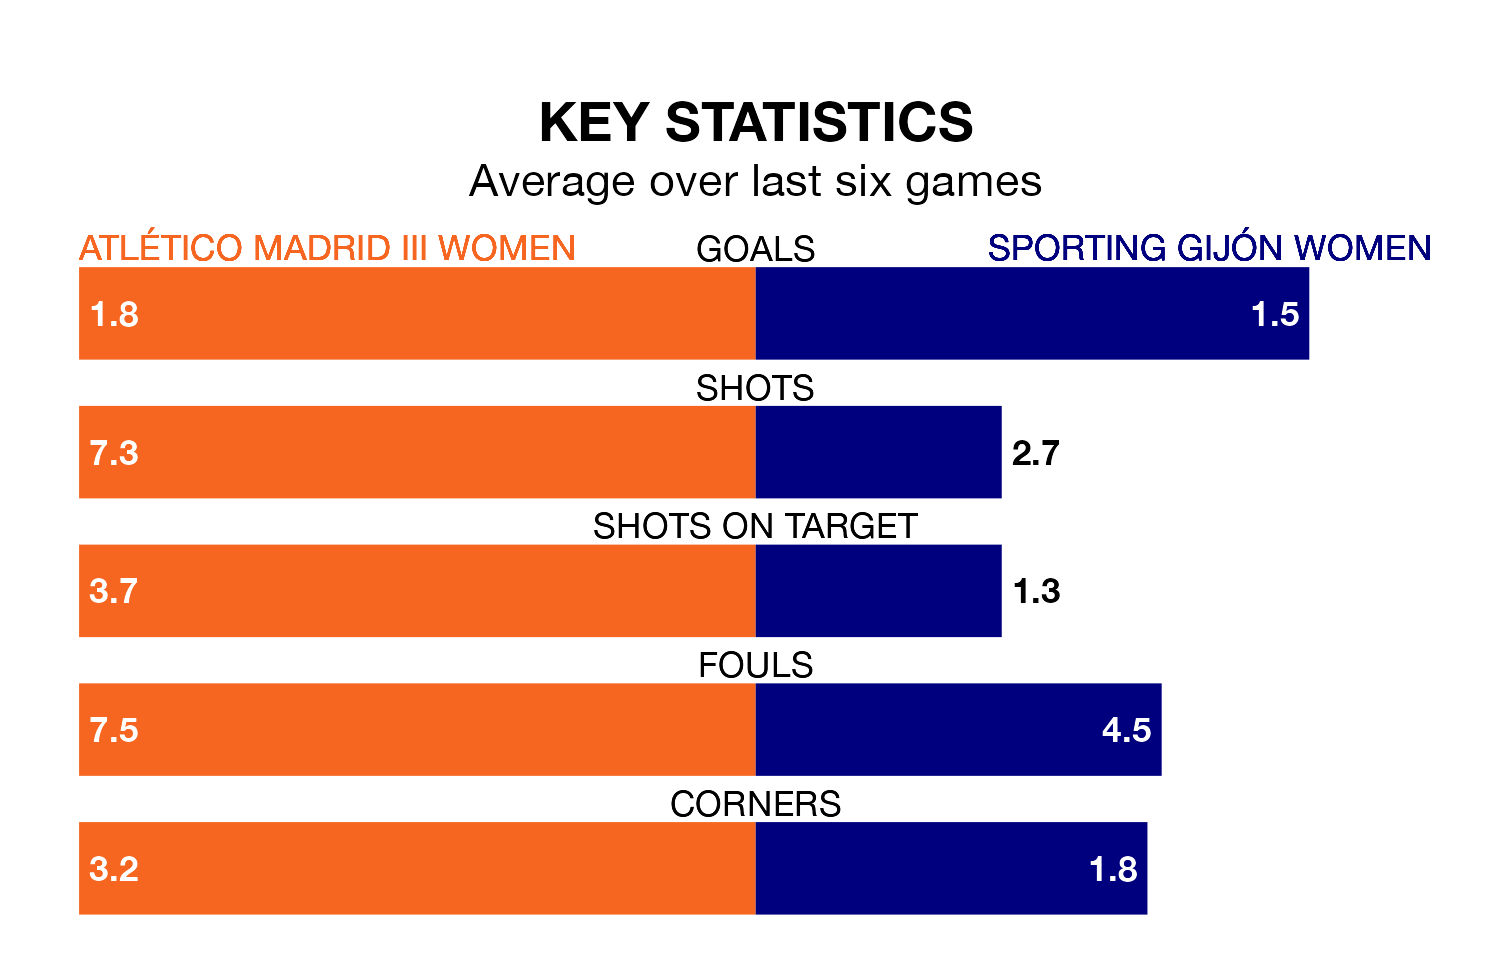 KEY STATISTICS
Average over last six games
ATLÉTICO MADRID III WOMEN GOALS SPORTING GIJÓN WOMEN
1.8 1.5
SHOTS
7.3 2.7
SHOTS ON TARGET
3.7 1.3
FOULS
7.5 4.5
CORNERS
3.2 1.8